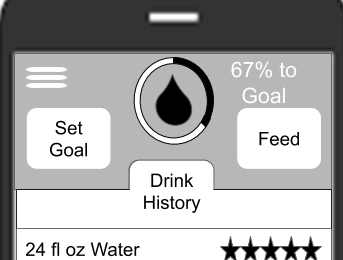 67% to
Goal
Set
Goal
Feed
Drink
History
24 fl oz Water